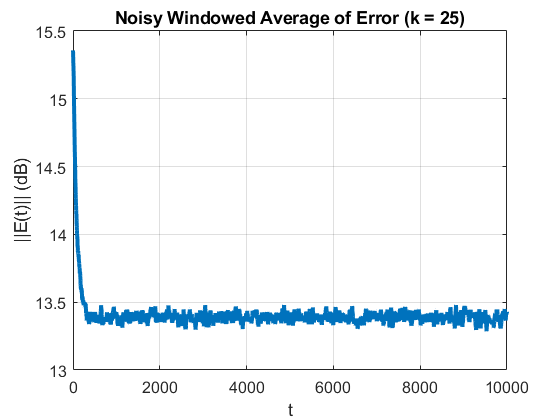 Noisy Windowed Average of Error (k = 25)
15.5
15
14.5
14
13.5
13
||E(t)|| (dB)
0 2000 4000 6000 8000 10000
t